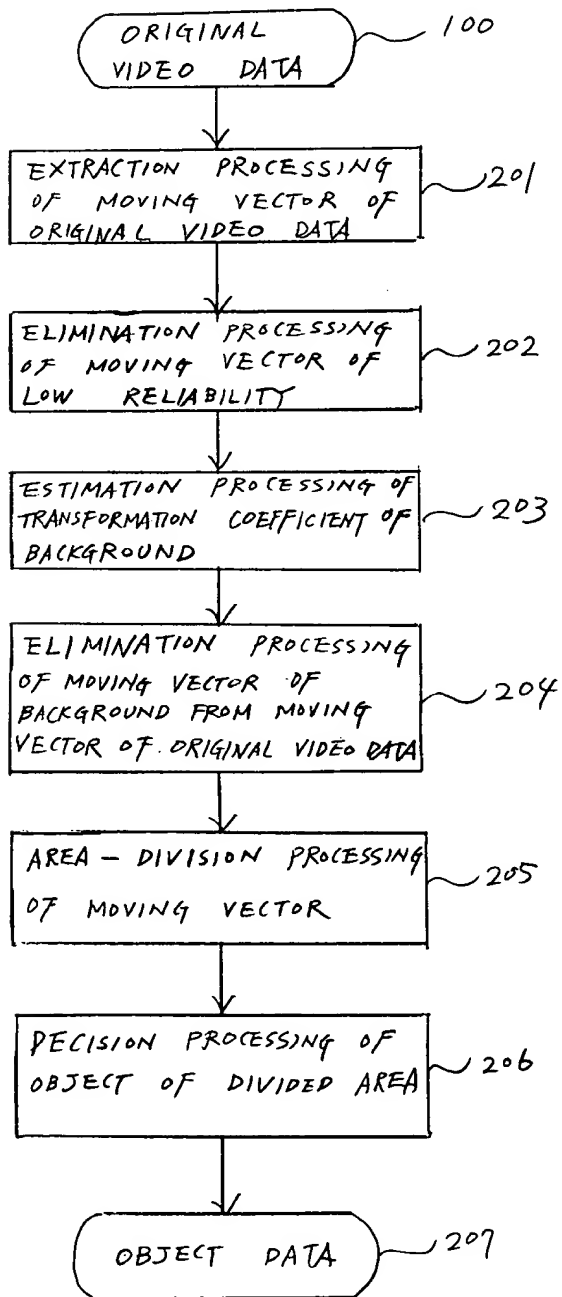 ORIGINAL
VIDEO DATA
100
EXTRACTION PROCESSING
OF MOVING VECTOR OF
ORIGINAL VIDEO DATA
201
ELIMINATION PROCESSING
OF MOVING VECTOR OF
LOW RELIABILITY
202
ESTIMATION PROCESSING OF
TRANSFORMATION COEFFICIENT OF
BACKGROUND
203
ELIMINATION PROCESSING
OF MOVING VECTOR OF
BACKGROUND FROM MOVING
VECTOR OF ORIGINAL VIDEO DATA
204
AREA-DIVISION PROCESSING
OF MOVING VECTOR
205
DECISION PROCESSING OF
OBJECT OF DIVIDED AREA
206
OBJECT DATA
207